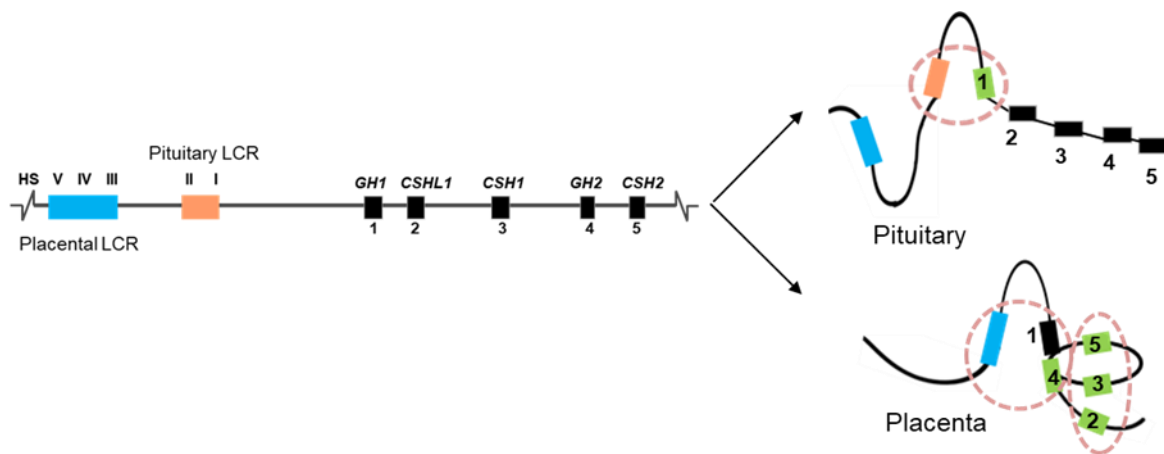 Pituitary LCR
HS V IV III II I
GH1 CSHL1 CSH1 GH2 CSH2
1 2 3 4 5
Placental LCR
1
2
3
4
5
Pituitary
1
5
4
3
2
Placenta